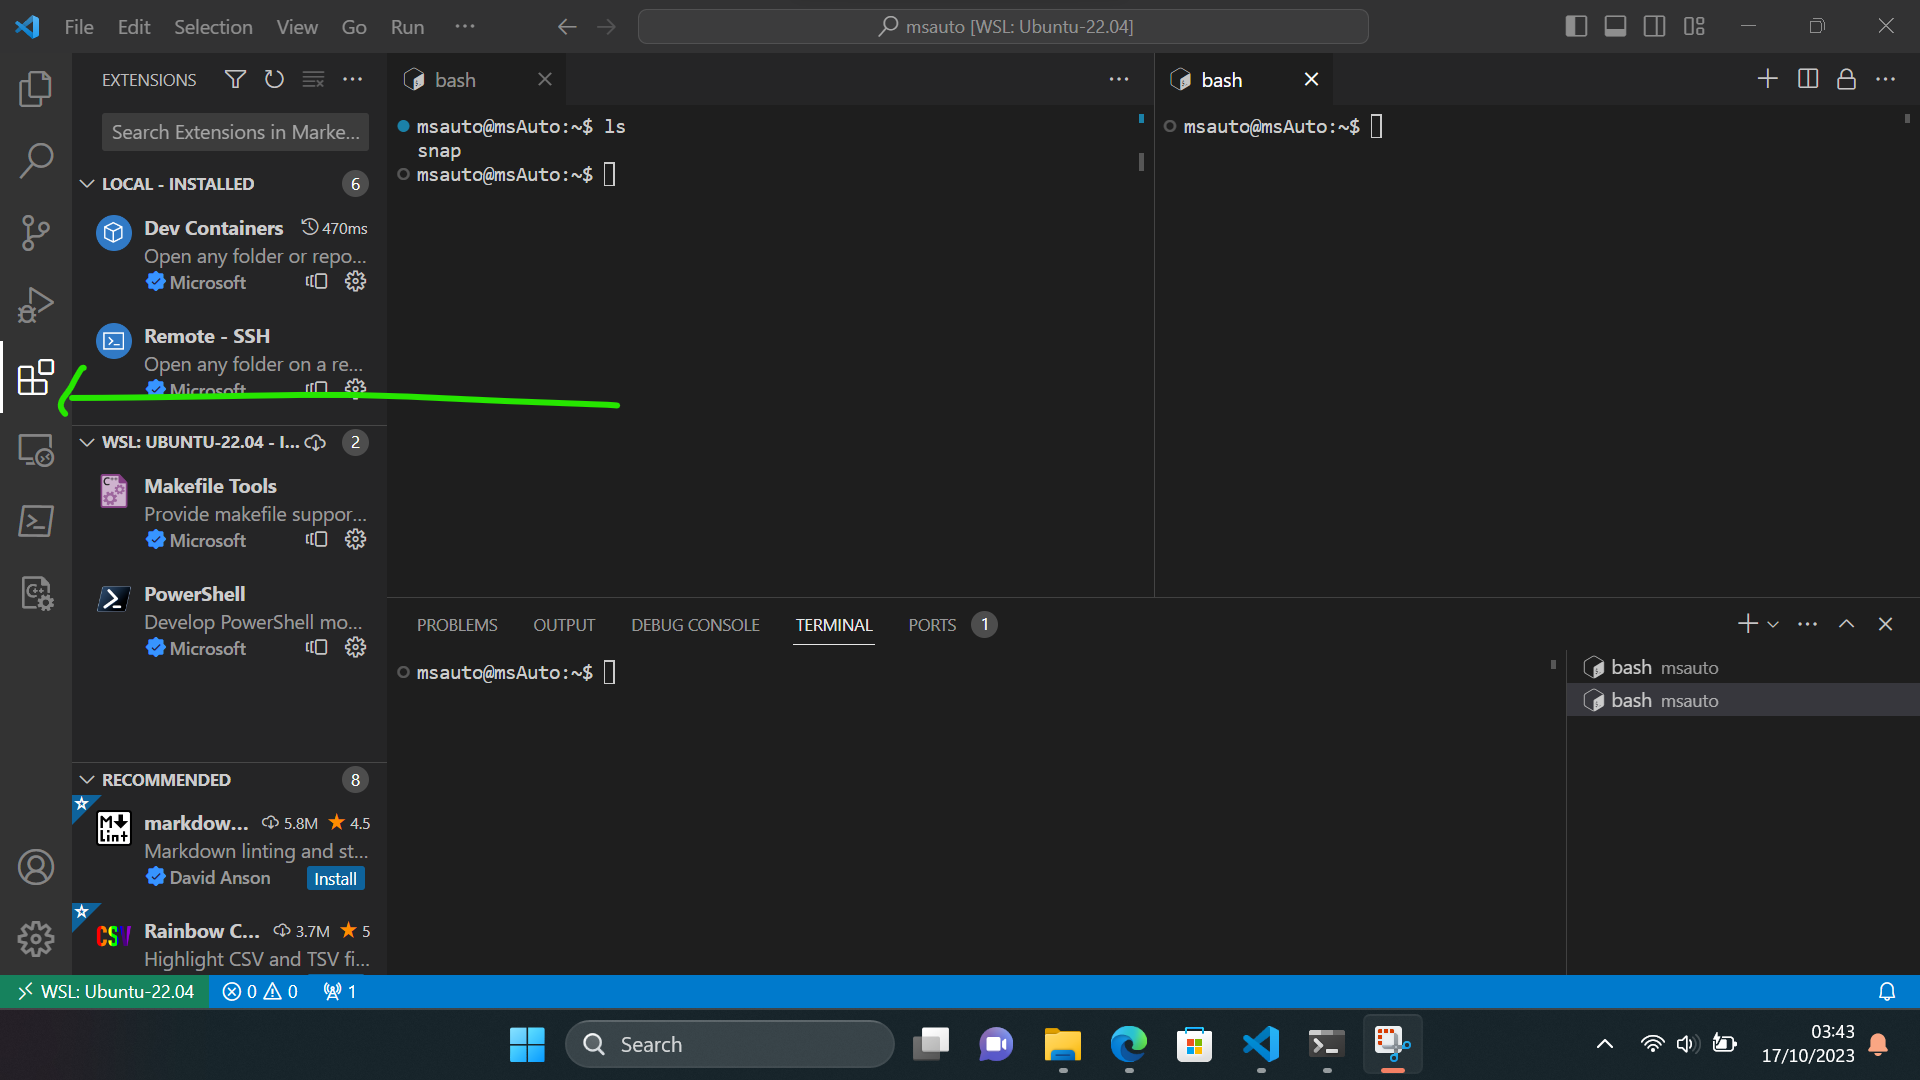 File Edit Selection View Go Run ···
msauto [WSL: Ubuntu-22.04]
EXTENSIONS
Search Extensions in Marke...
LOCAL - INSTALLED 6
Dev Containers 470ms
Open any folder or repo...
Microsoft
Remote - SSH
Open any folder on a re...
Microsoft
WSL: UBUNTU-22.04 - I... 2
Makefile Tools
Provide makefile suppor...
Microsoft
PowerShell
Develop PowerShell mo...
Microsoft
RECOMMENDED 8
markdow... 5.8M 4.5
Markdown linting and st...
David Anson Install
Rainbow C... 3.7M 5
Highlight CSV and TSV fi...
bash
msauto@msAuto:~$ ls
snap
msauto@msAuto:~$
bash
msauto@msAuto:~$
PROBLEMS OUTPUT DEBUG CONSOLE TERMINAL PORTS 1
msauto@msAuto:~$
bash msauto
bash msauto
WSL: Ubuntu-22.04 0 0 1
Search
03:43
17/10/2023